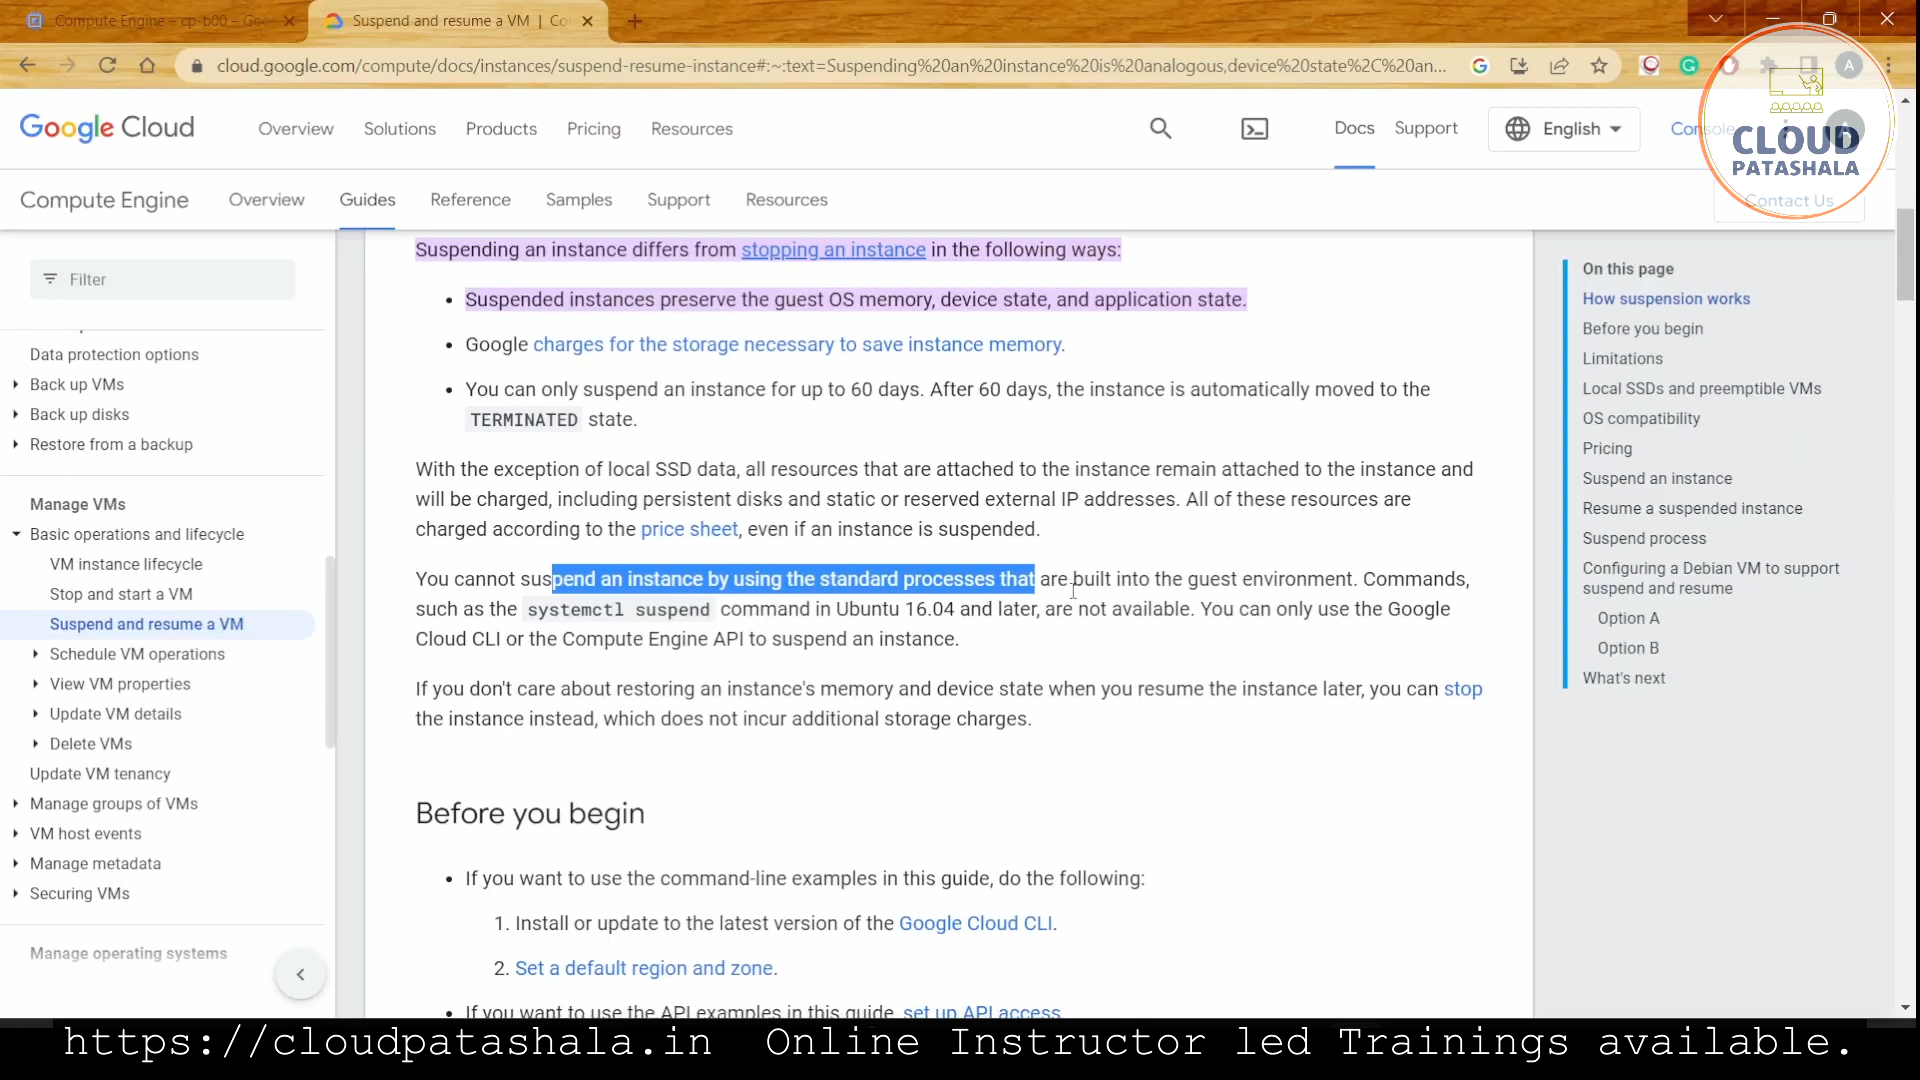 Compute Engine – cp-b00 – Go
Suspend and resume a VM | Co
cloud.google.com/compute/docs/instances/suspend-resume-instance#:~:text=Suspending%20an%20instance%20is%20analogous,device%20state%2C%20an...
A
Google Cloud
Overview
Solutions
Products
Pricing
Resources
Docs
Support
English
Console
CLOUD
PATASHALA
Compute Engine
Overview
Guides
Reference
Samples
Support
Resources
Contact Us
Filter
Data protection options
Back up VMs
Back up disks
Restore from a backup
Manage VMs
Basic operations and lifecycle
VM instance lifecycle
Stop and start a VM
Suspend and resume a VM
Schedule VM operations
View VM properties
Update VM details
Delete VMs
Update VM tenancy
Manage groups of VMs
VM host events
Manage metadata
Securing VMs
Manage operating systems
Suspending an instance differs from stopping an instance in the following ways:
• Suspended instances preserve the guest OS memory, device state, and application state.
• Google charges for the storage necessary to save instance memory.
• You can only suspend an instance for up to 60 days. After 60 days, the instance is automatically moved to the
TERMINATED state.
With the exception of local SSD data, all resources that are attached to the instance remain attached to the instance and
will be charged, including persistent disks and static or reserved external IP addresses. All of these resources are
charged according to the price sheet, even if an instance is suspended.
You cannot suspend an instance by using the standard processes that are built into the guest environment. Commands,
such as the systemctl suspend command in Ubuntu 16.04 and later, are not available. You can only use the Google
Cloud CLI or the Compute Engine API to suspend an instance.
If you don't care about restoring an instance's memory and device state when you resume the instance later, you can stop
the instance instead, which does not incur additional storage charges.
Before you begin
• If you want to use the command-line examples in this guide, do the following:
1. Install or update to the latest version of the Google Cloud CLI.
2. Set a default region and zone.
• If you want to use the API examples in this guide, set up API access
On this page
How suspension works
Before you begin
Limitations
Local SSDs and preemptible VMs
OS compatibility
Pricing
Suspend an instance
Resume a suspended instance
Suspend process
Configuring a Debian VM to support
suspend and resume
Option A
Option B
What's next
https://cloudpatashala.in Online Instructor led Trainings available.